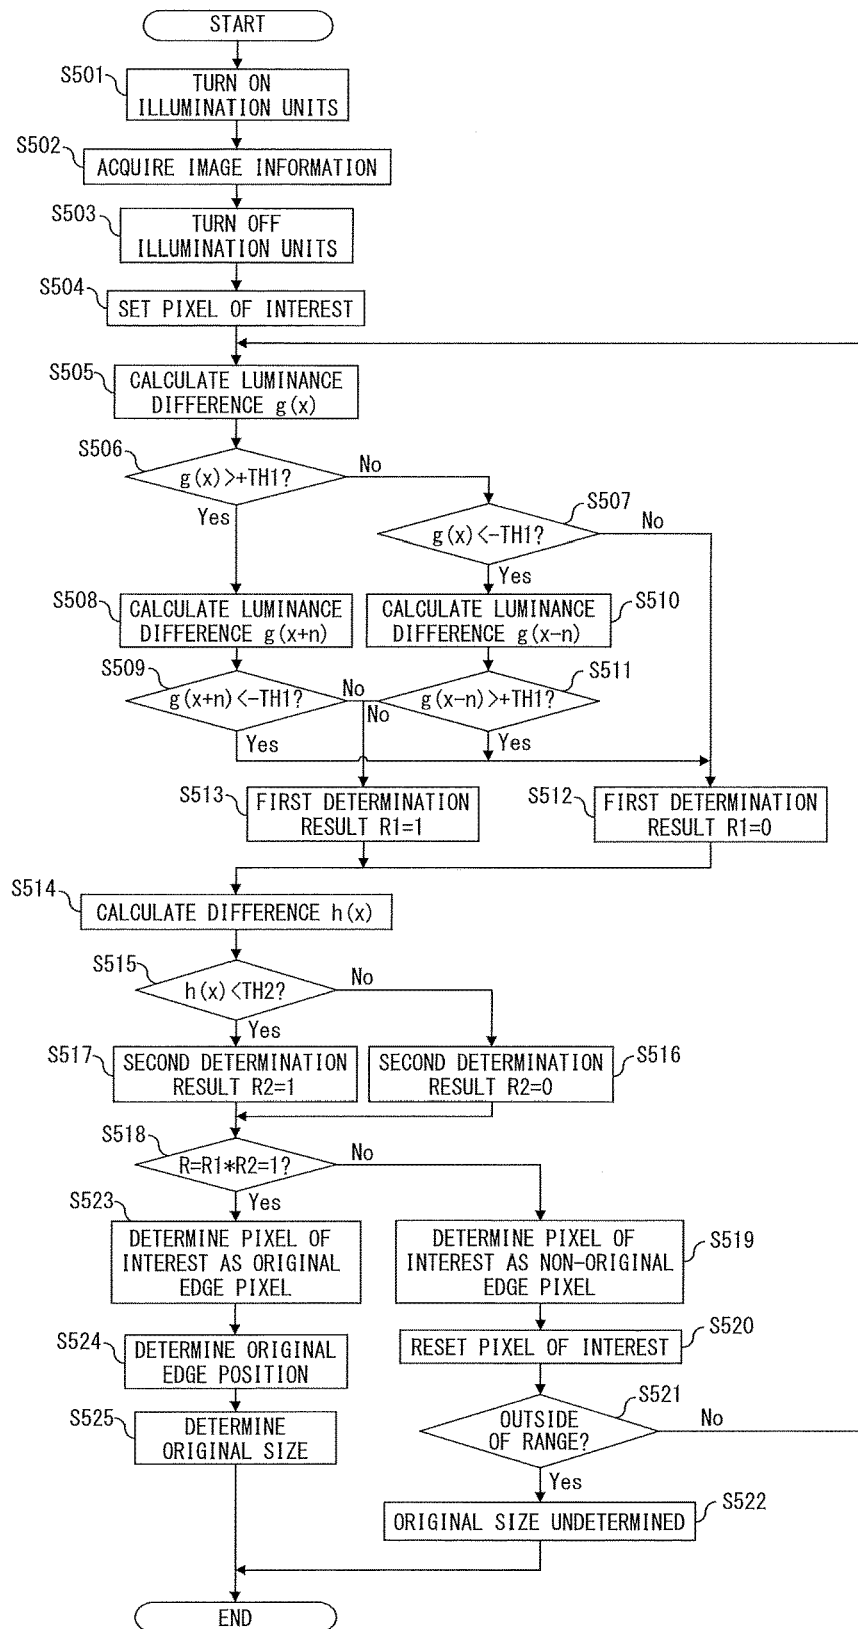 START
S501
TURN ON
ILLUMINATION UNITS
S502
ACQUIRE IMAGE INFORMATION
S503
TURN OFF
ILLUMINATION UNITS
S504
SET PIXEL OF INTEREST
S505
CALCULATE LUMINANCE
DIFFERENCE g(x)
S506
g(x)>+TH1?
No
Yes
S507
g(x)<-TH1?
No
Yes
S508
CALCULATE LUMINANCE
DIFFERENCE g(x+n)
S510
CALCULATE LUMINANCE
DIFFERENCE g(x-n)
S509
g(x+n)<-TH1?
No
Yes
S511
g(x-n)>+TH1?
No
Yes
S513
FIRST DETERMINATION
RESULT R1=1
S512
FIRST DETERMINATION
RESULT R1=0
S514
CALCULATE DIFFERENCE h(x)
S515
h(x)<TH2?
No
Yes
S517
SECOND DETERMINATION
RESULT R2=1
S516
SECOND DETERMINATION
RESULT R2=0
S518
R=R1*R2=1?
No
Yes
S523
DETERMINE PIXEL OF
INTEREST AS ORIGINAL
EDGE PIXEL
S519
DETERMINE PIXEL OF
INTEREST AS NON-ORIGINAL
EDGE PIXEL
S524
DETERMINE ORIGINAL
EDGE POSITION
S520
RESET PIXEL OF INTEREST
S525
DETERMINE
ORIGINAL SIZE
S521
OUTSIDE
OF RANGE?
No
Yes
S522
ORIGINAL SIZE UNDETERMINED
END